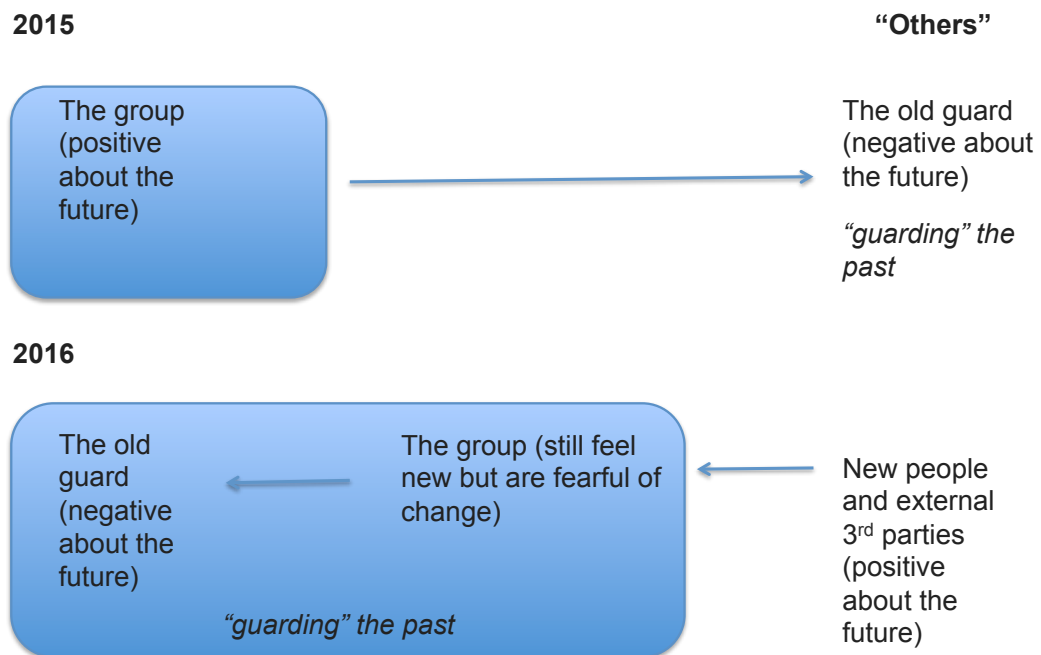 2015
“Others”
The group
(positive
about the
future)
The old guard
(negative about
the future)
“guarding” the
past
2016
The old
guard
(negative
about the
future)
The group (still feel
new but are fearful of
change)
“guarding” the past
New people
and external
3rd parties
(positive
about the
future)